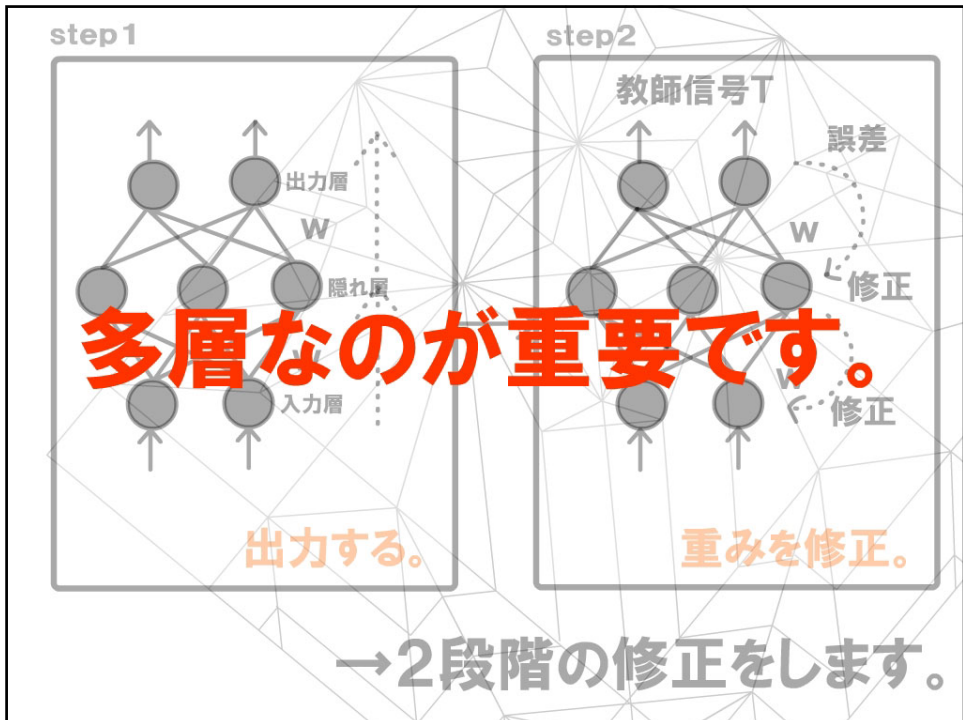 step1
出力層
W
隠れ層
入力層
出力する。
step2
教師信号T
誤差
W
修正
W
修正
重みを修正。
多層なのが重要です。
→2段階の修正をします。